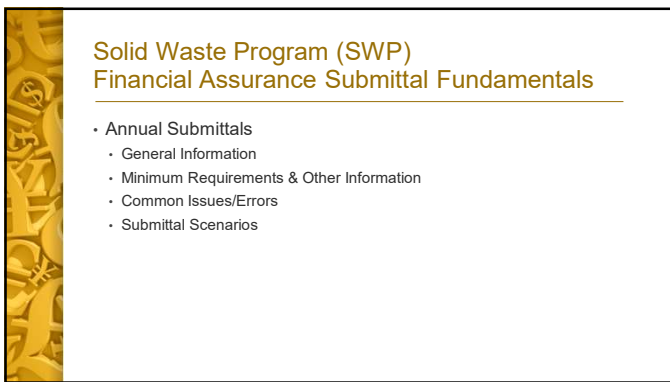 Solid Waste Program (SWP)
Financial Assurance Submittal Fundamentals
• Annual Submittals
• General Information
• Minimum Requirements & Other Information
• Common Issues/Errors
• Submittal Scenarios